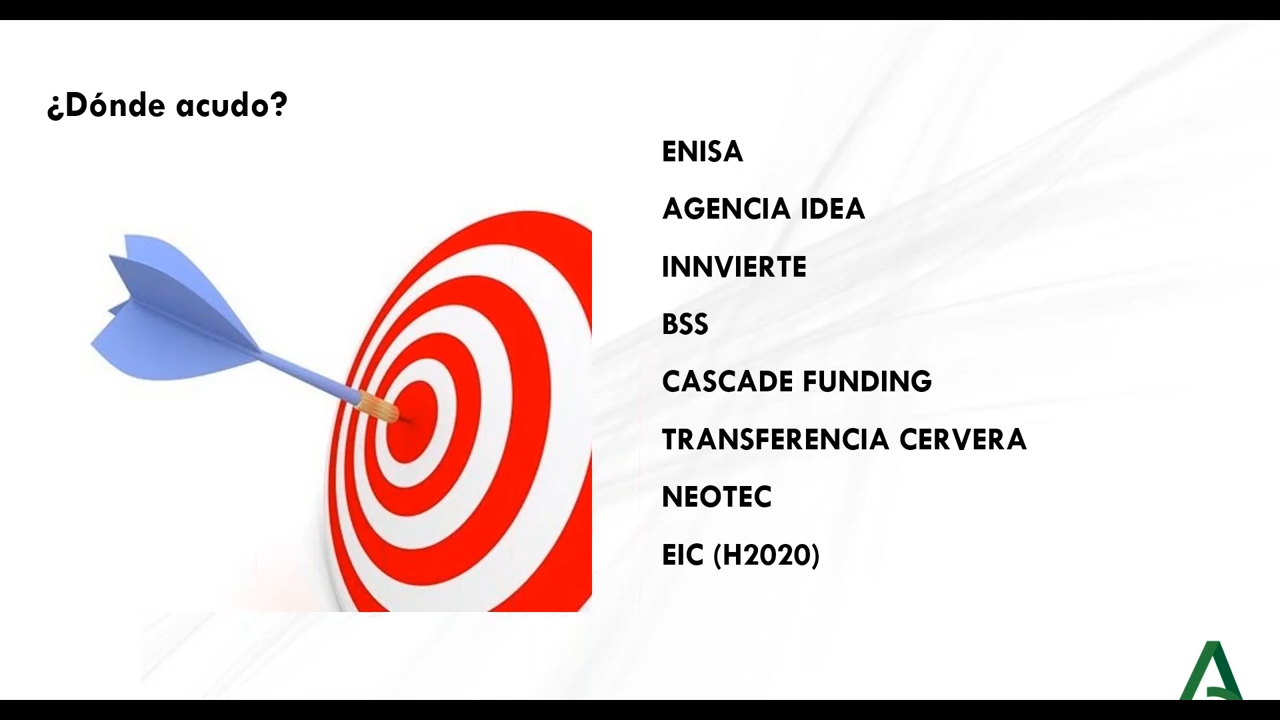 ¿Dónde acudo?
ENISA
AGENCIA IDEA
INNVIERTE
BSS
CASCADE FUNDING
TRANSFERENCIA CERVERA
NEOTEC
EIC (H2020)